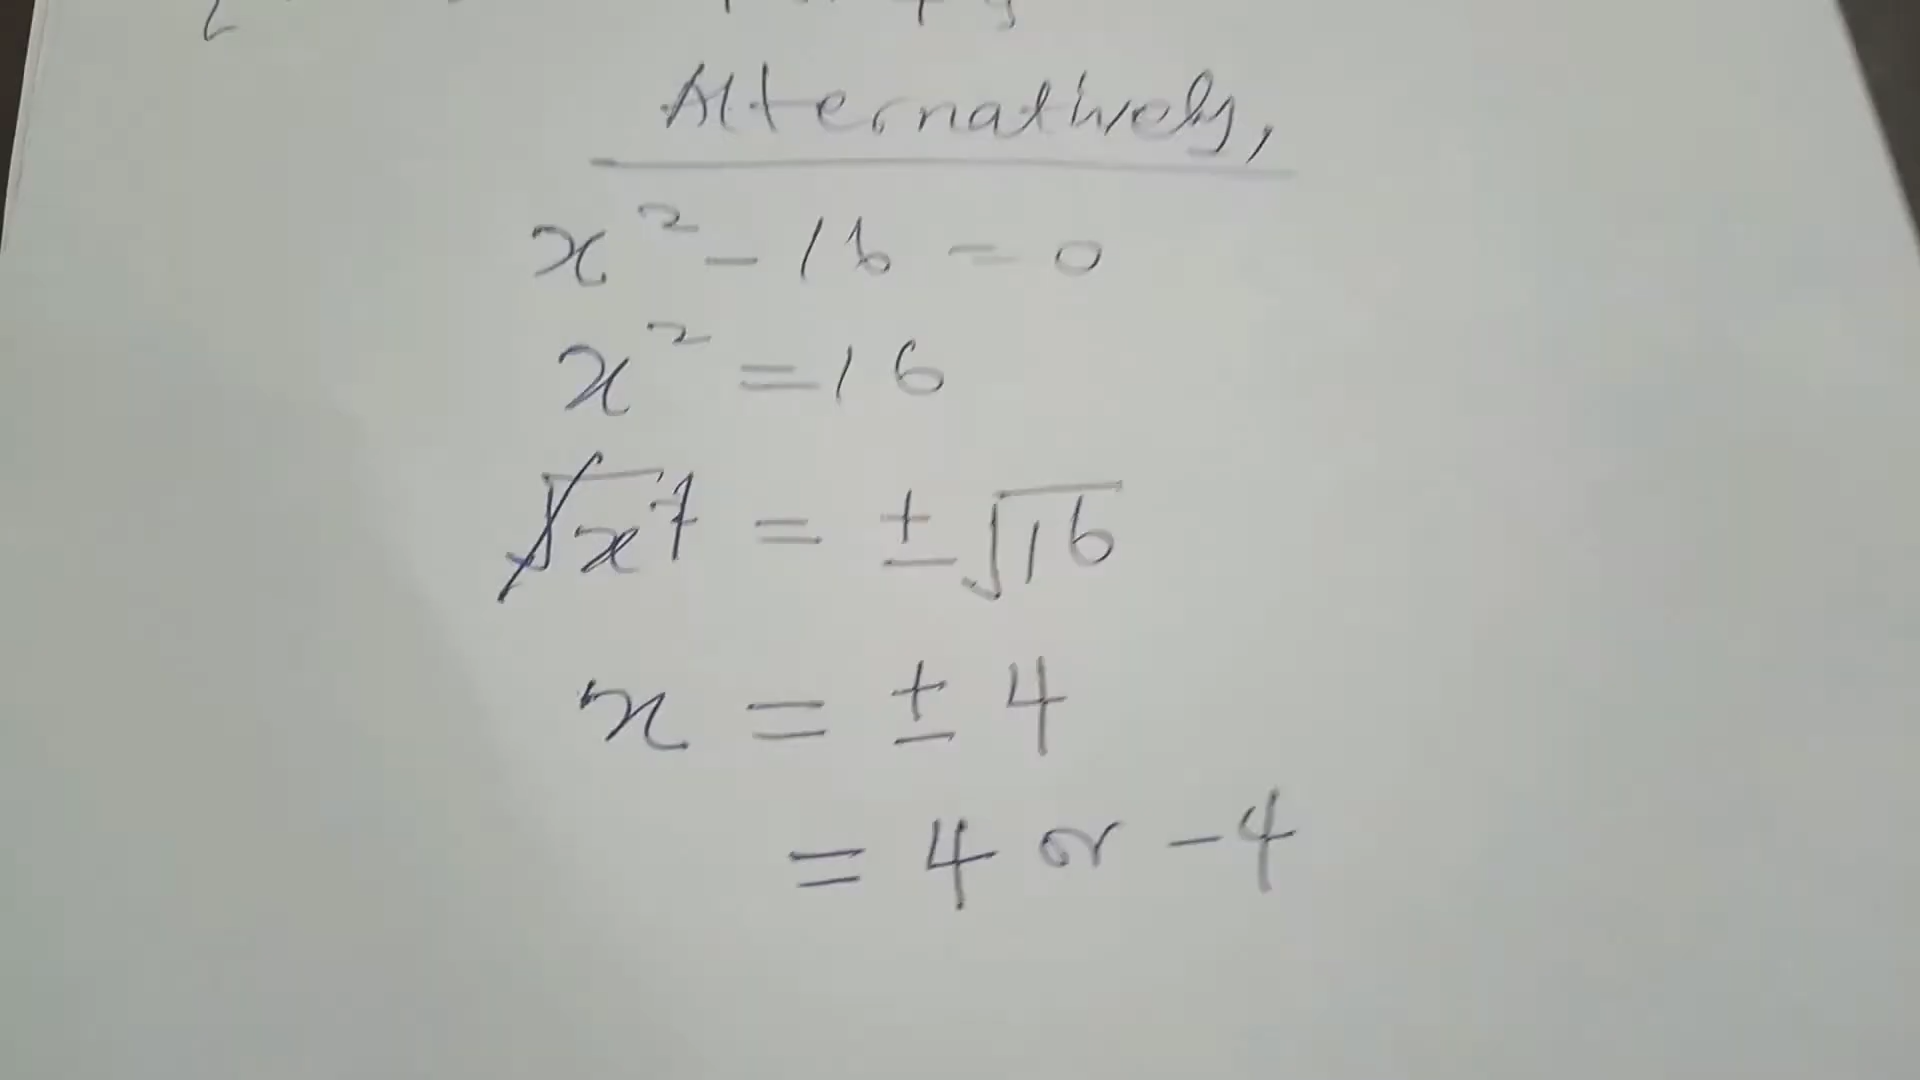 Alternatively,
x² - 16 = 0
x² = 16
√x² = ± √16
x = ± 4
= 4 or -4